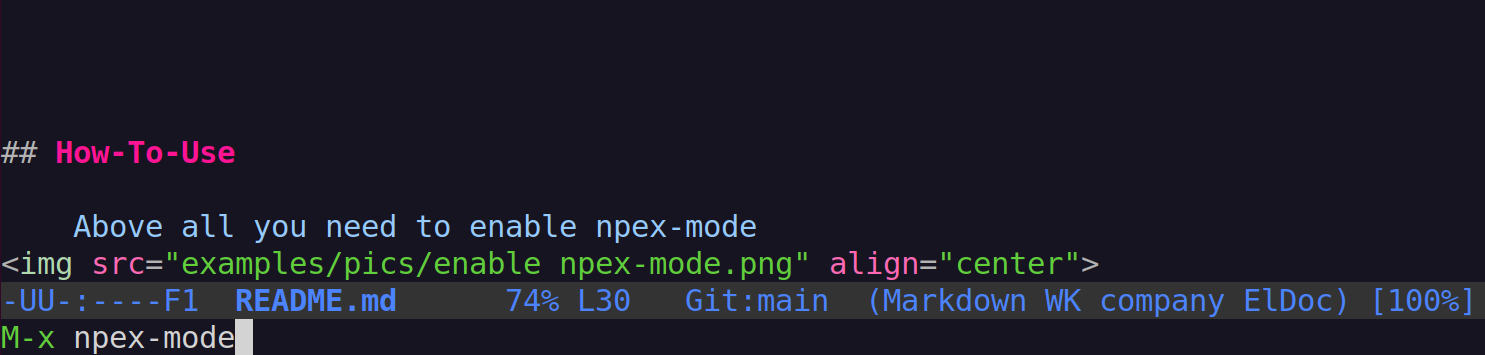 ## How-To-Use
Above all you need to enable npex-mode
<img src="examples/pics/enable npex-mode.png" align="center">
-UU-:----F1  README.md      74% L30   Git:main  (Markdown WK company ElDoc) [100%]
M-x npex-mode